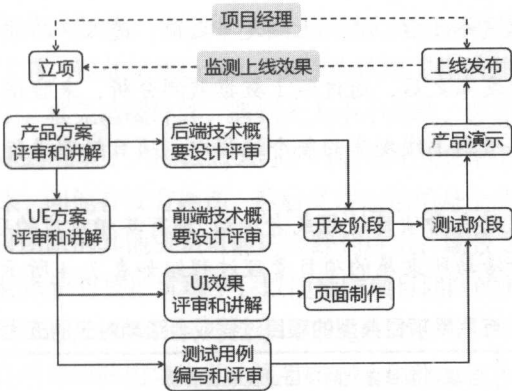 项目经理
立项
监测上线效果
上线发布
产品方案
评审和讲解
后端技术概
要设计评审
产品演示
UE方案
评审和讲解
前端技术概
要设计评审
开发阶段
测试阶段
UI效果
评审和讲解
页面制作
测试用例
编写和评审